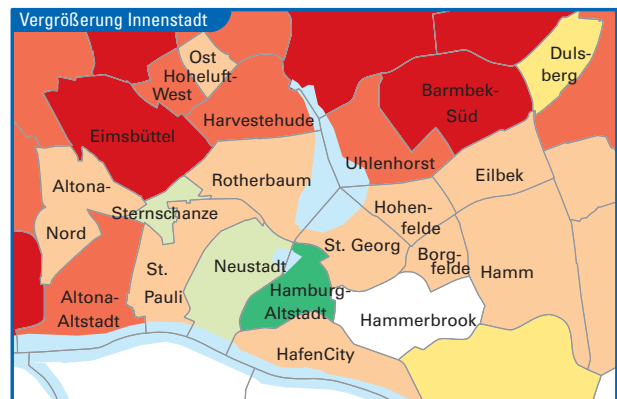 Vergrößerung Innenstadt
Ost
Hoheluft-
West
Duls-
berg
Barmbek-
Süd
Eimsbüttel
Harvestehude
Uhlenhorst
Eilbek
Altona-
Nord
Rotherbaum
Sternschanze
Hohen-
felde
St. Georg
Borg-
felde
Hamm
St.
Pauli
Neustadt
Hamburg-
Altstadt
Altona-
Altstadt
Hammerbrook
HafenCity